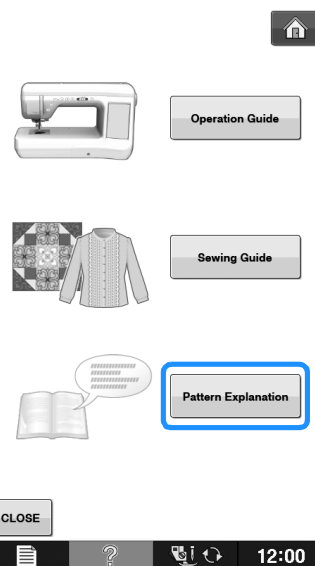 Operation Guide
Sewing Guide
Pattern Explanation
CLOSE
12:00